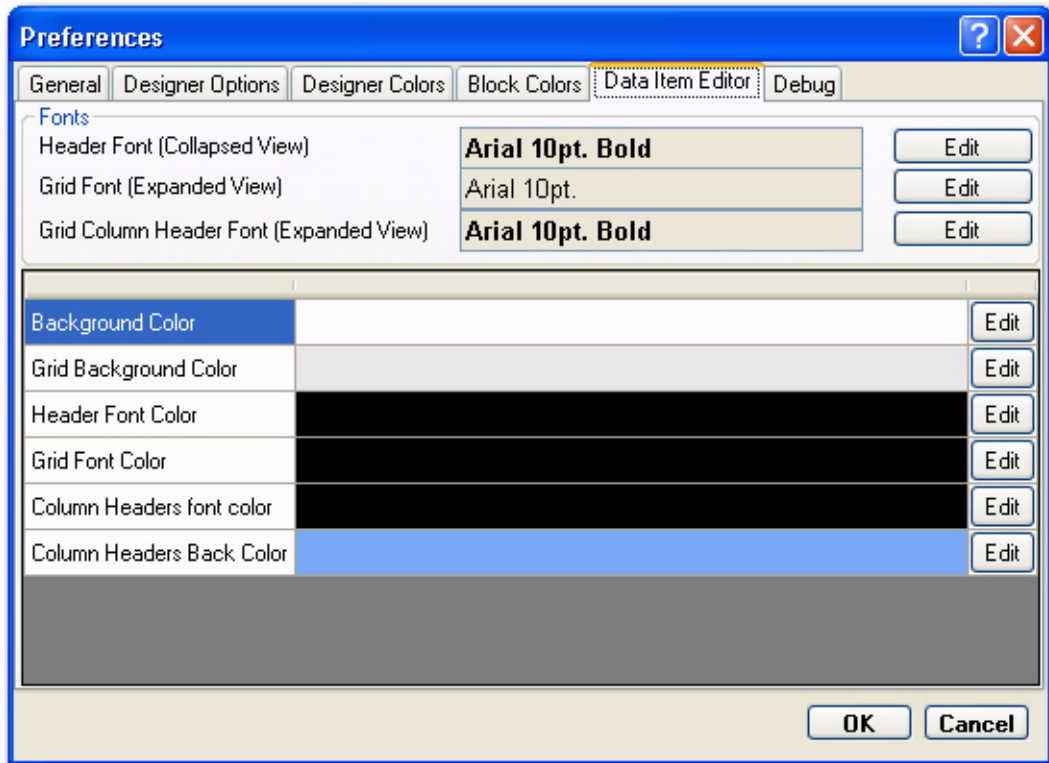 Preferences
General Designer Options Designer Colors Block Colors Data Item Editor Debug
Fonts
Header Font (Collapsed View) Arial 10pt. Bold Edit
Grid Font (Expanded View) Arial 10pt. Edit
Grid Column Header Font (Expanded View) Arial 10pt. Bold Edit
Background Color Edit
Grid Background Color Edit
Header Font Color Edit
Grid Font Color Edit
Column Headers font color Edit
Column Headers Back Color Edit
OK Cancel